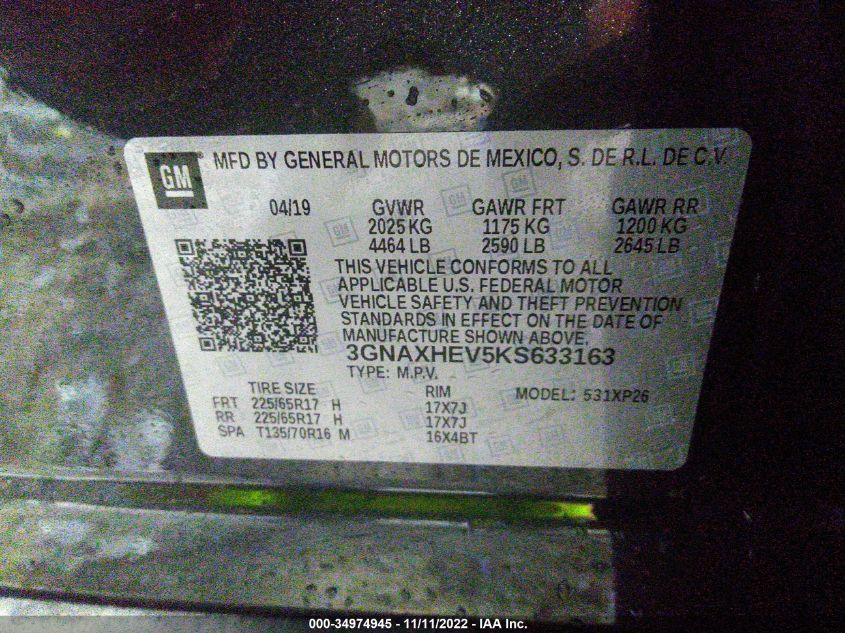 GM ® MFD BY GENERAL MOTORS DE MEXICO, S. DE R.L. DE C.V.
04/19 GVWR GAWR FRT GAWR RR
2025 KG 1175 KG 1200 KG
4464 LB 2590 LB 2645 LB
THIS VEHICLE CONFORMS TO ALL
APPLICABLE U.S. FEDERAL MOTOR
VEHICLE SAFETY AND THEFT PREVENTION
STANDARDS IN EFFECT ON THE DATE OF
MANUFACTURE SHOWN ABOVE.
3GNAXHEV5KS633163
TYPE: M.P.V.
TIRE SIZE RIM MODEL: 531XP26
FRT 225/65R17 H 17X7J
RR 225/65R17 H 17X7J
SPA T135/70R16 M 16X4BT
000-34974945 - 11/11/2022 - IAA Inc.